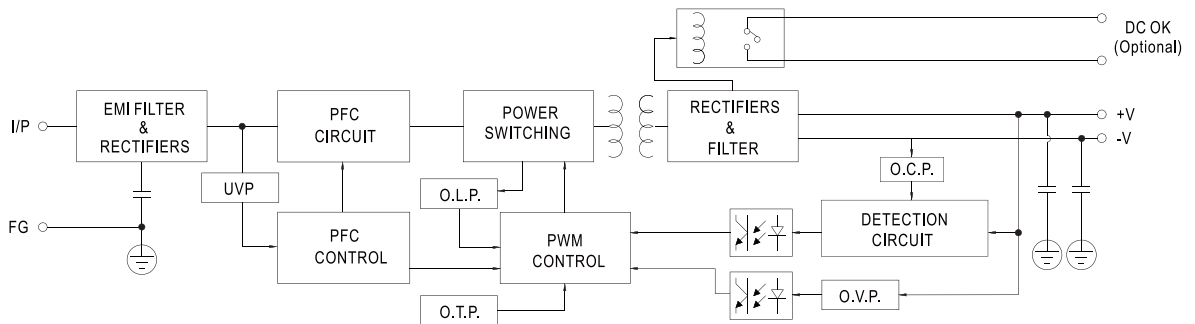 DC OK
(Optional)
I/P
EMI FILTER
&
RECTIFIERS
PFC
CIRCUIT
POWER
SWITCHING
RECTIFIERS
&
FILTER
+V
-V
UVP
O.L.P.
O.C.P.
FG
PFC
CONTROL
PWM
CONTROL
DETECTION
CIRCUIT
O.T.P.
O.V.P.